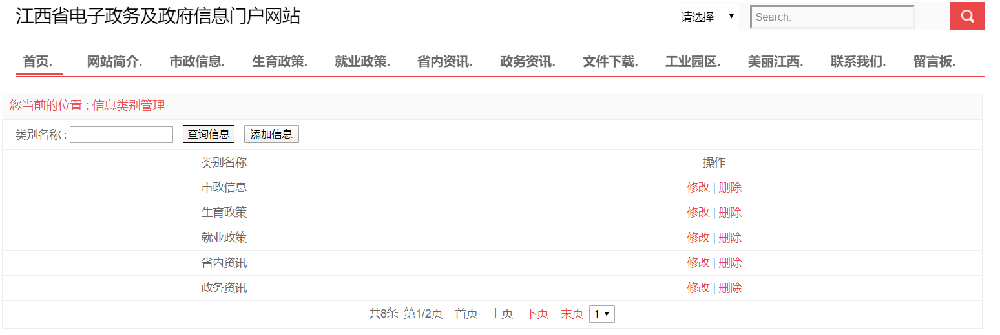 江西省电子政务及政府信息门户网站 请选择 Search.
首页. 网站简介. 市政信息. 生育政策. 就业政策. 省内资讯. 政务资讯. 文件下载. 工业园区. 美丽江西. 联系我们. 留言板.
您当前的位置 : 信息类别管理
类别名称 : 查询信息 添加信息
类别名称 操作
市政信息 修改 | 删除
生育政策 修改 | 删除
就业政策 修改 | 删除
省内资讯 修改 | 删除
政务资讯 修改 | 删除
共8条 第1/2页 首页 上页 下页 末页 1